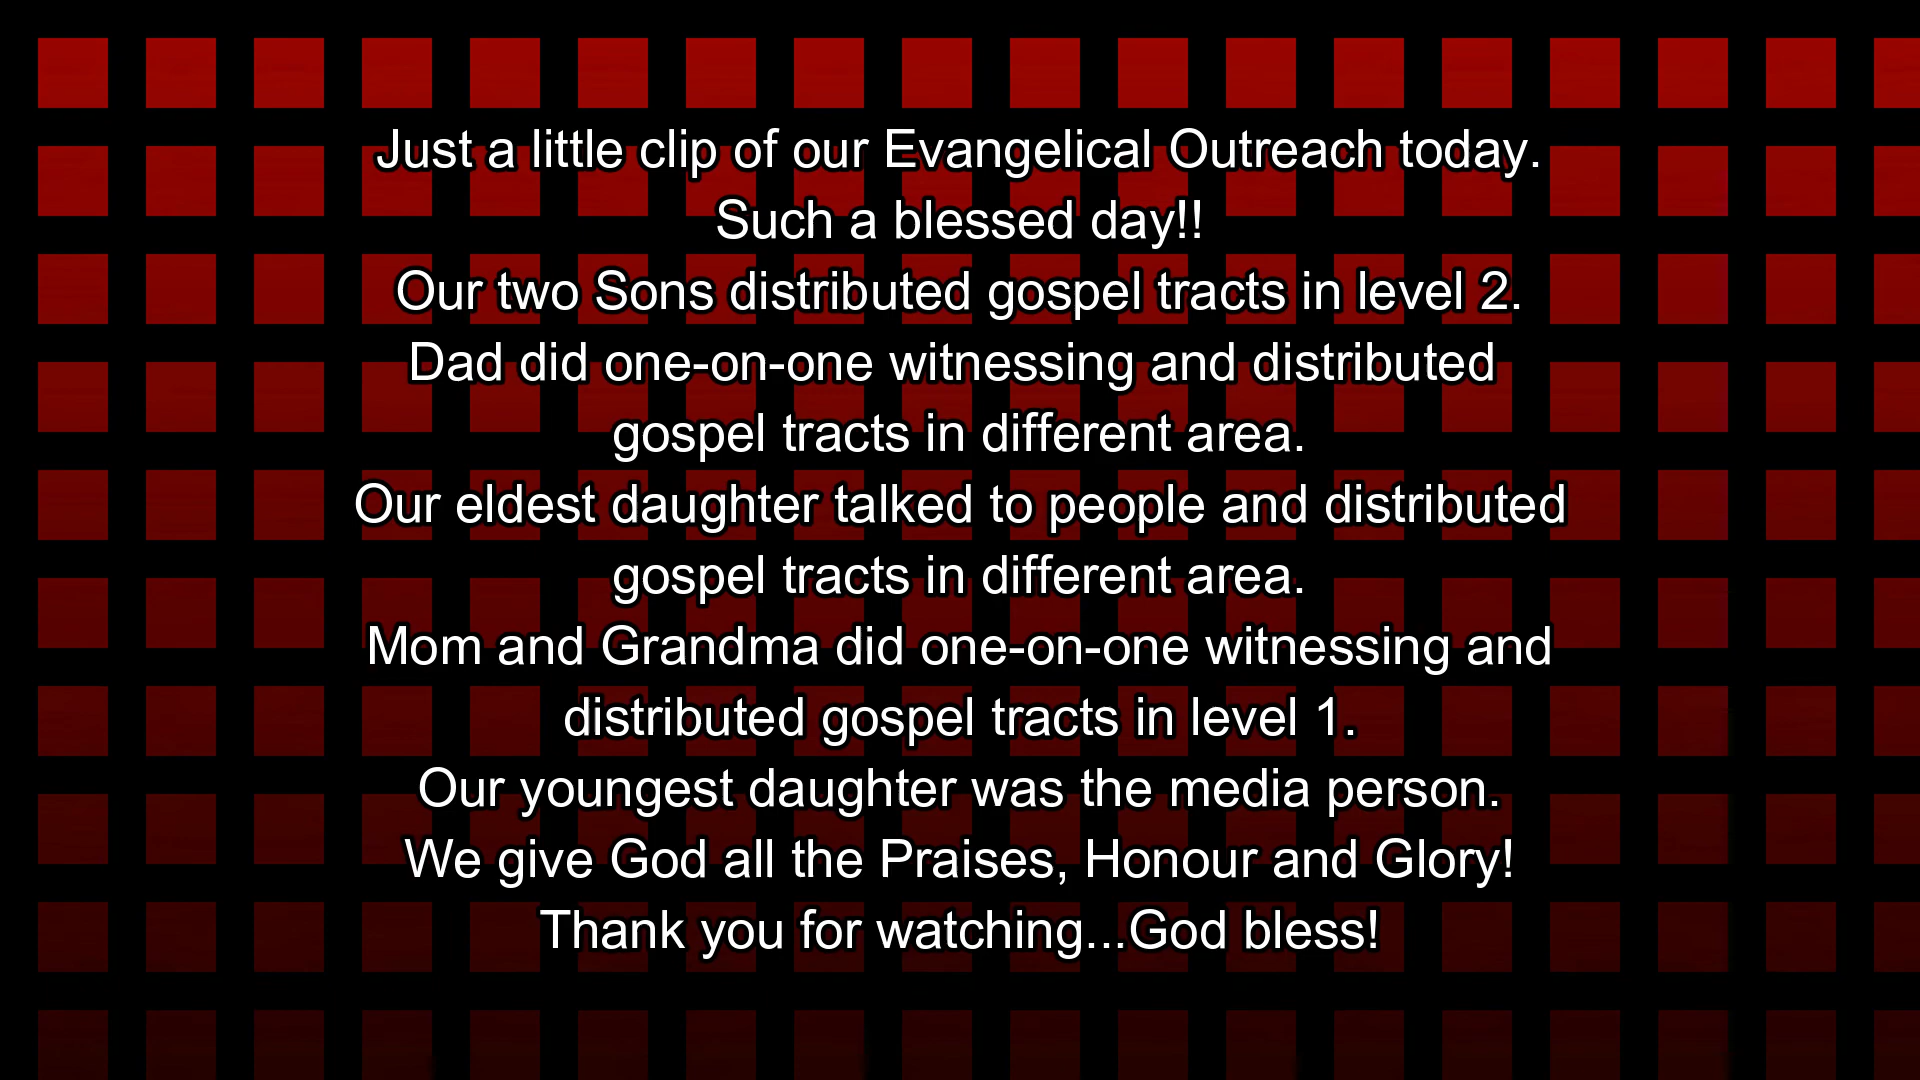 Just a little clip of our Evangelical Outreach today.
Such a blessed day!!
Our two Sons distributed gospel tracts in level 2.
Dad did one-on-one witnessing and distributed
gospel tracts in different area.
Our eldest daughter talked to people and distributed
gospel tracts in different area.
Mom and Grandma did one-on-one witnessing and
distributed gospel tracts in level 1.
Our youngest daughter was the media person.
We give God all the Praises, Honour and Glory!
Thank you for watching...God bless!